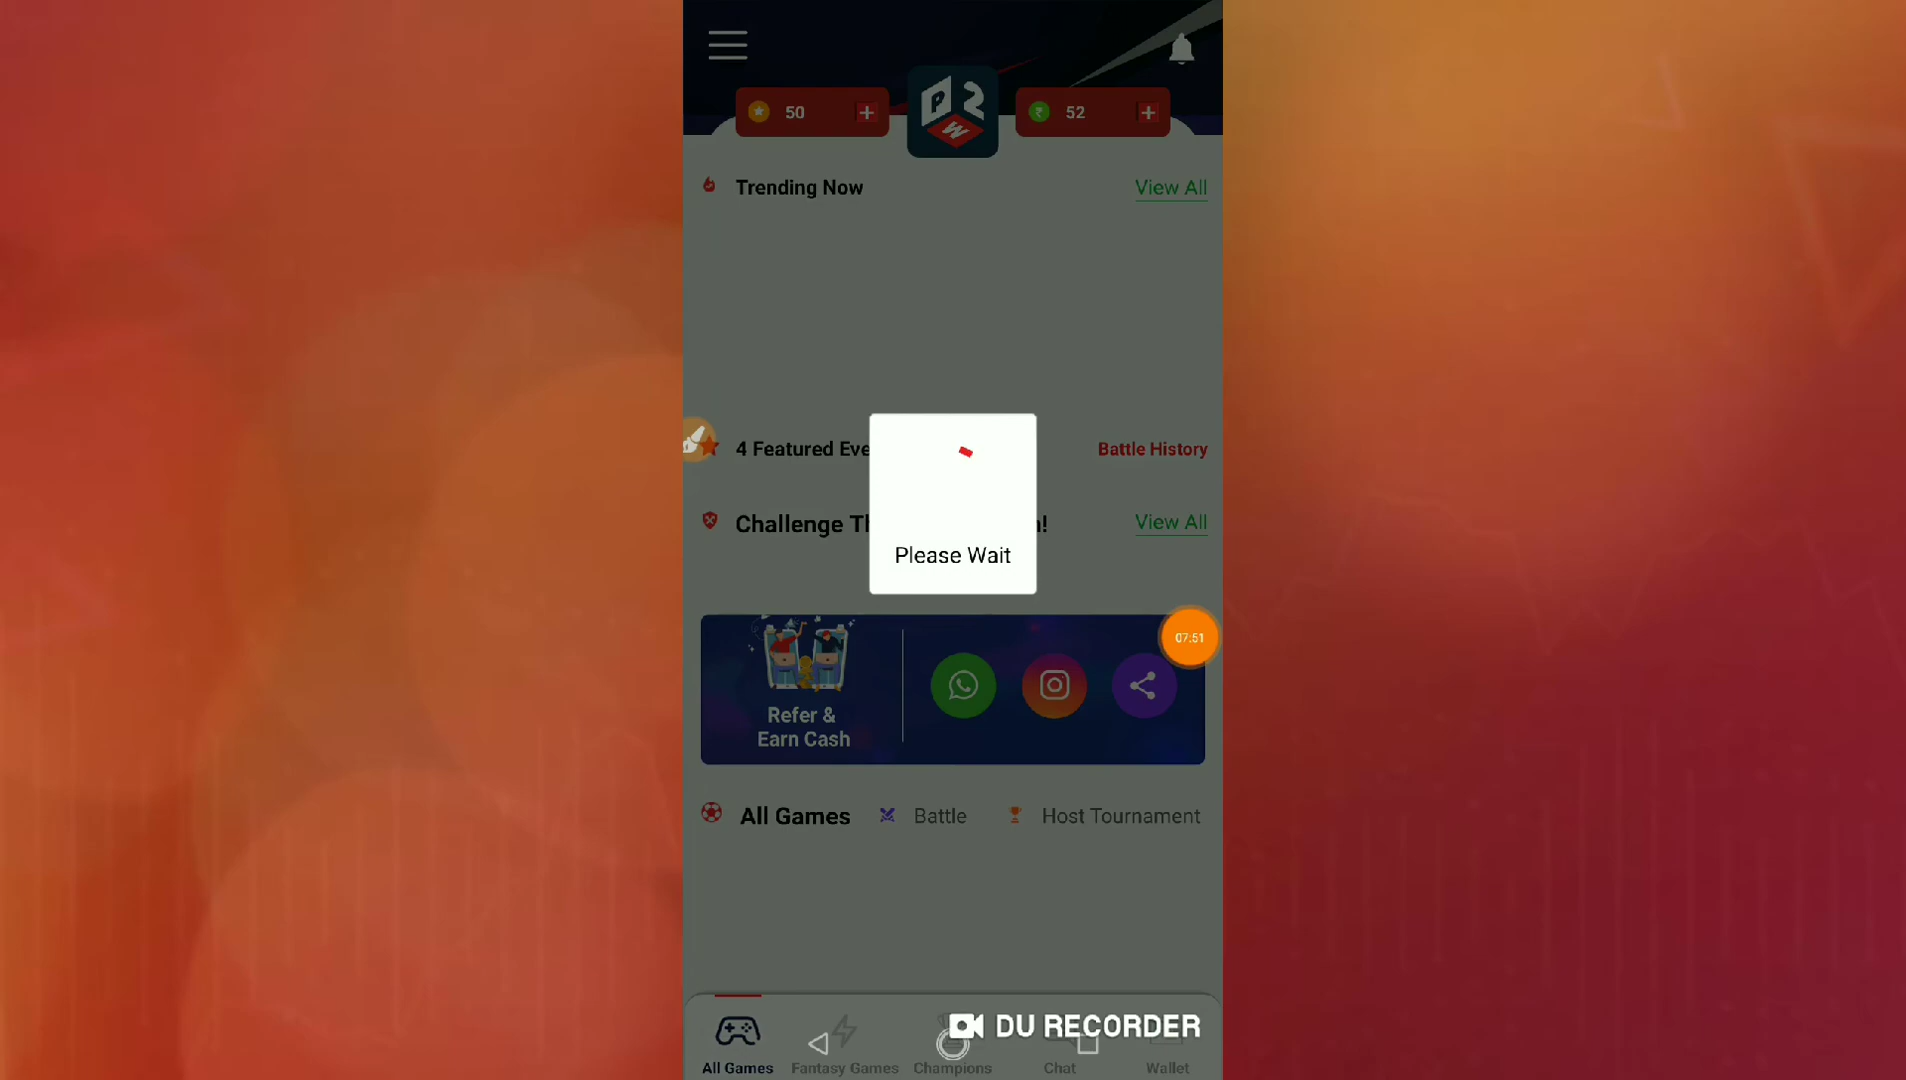 50
P2W
52
Trending Now
View All
4 Featured Eve
Battle History
Challenge Th
!
View All
Please Wait
07:51
Refer &
Earn Cash
All Games
Battle
Host Tournament
DU RECORDER
All Games
Fantasy Games
Champions
Chat
Wallet